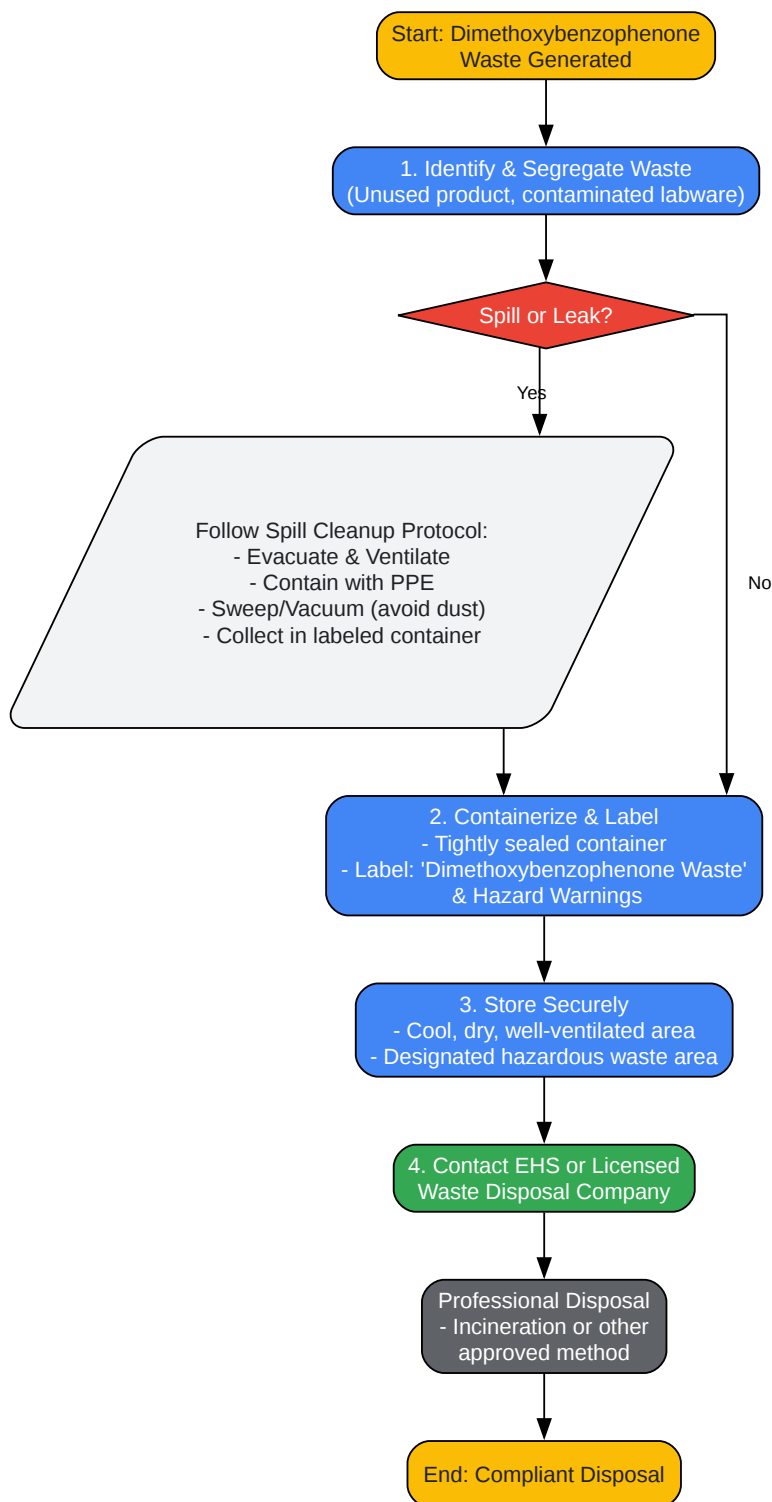 Start: Dimethoxybenzophenone
Waste Generated
1. Identify & Segregate Waste
(Unused product, contaminated labware)
Spill or Leak?
Yes
Follow Spill Cleanup Protocol:
- Evacuate & Ventilate
- Contain with PPE
- Sweep/Vacuum (avoid dust)
- Collect in labeled container
No
2. Containerize & Label
- Tightly sealed container
- Label: 'Dimethoxybenzophenone Waste'
& Hazard Warnings
3. Store Securely
- Cool, dry, well-ventilated area
- Designated hazardous waste area
4. Contact EHS or Licensed
Waste Disposal Company
Professional Disposal
- Incineration or other
approved method
End: Compliant Disposal